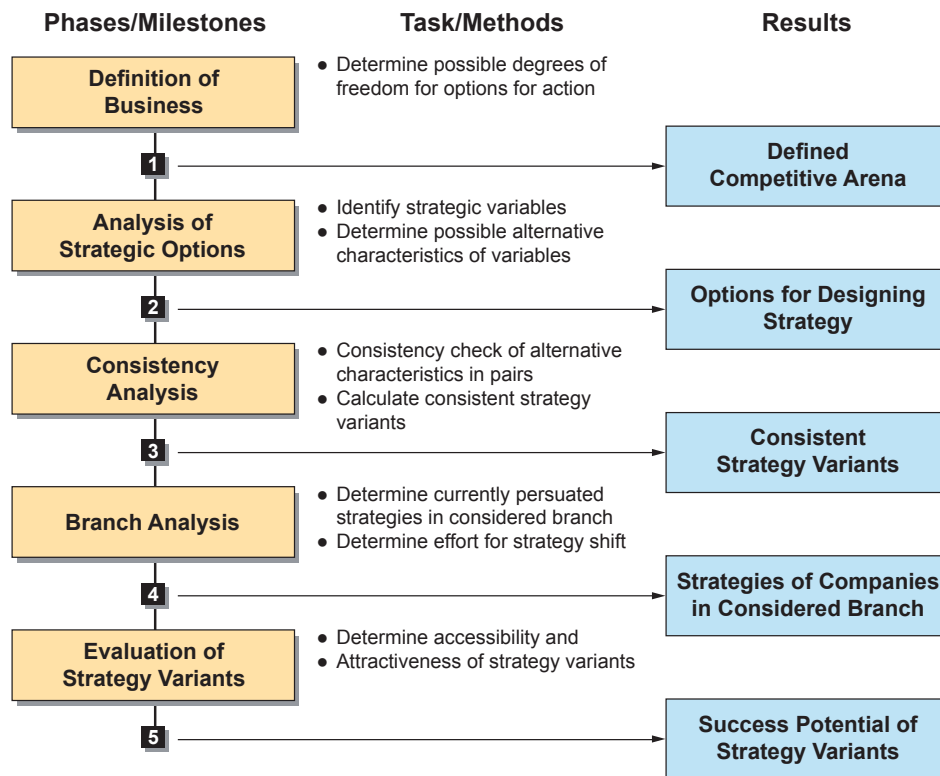 Phases/Milestones
Task/Methods
Results
Definition of
Business
● Determine possible degrees of
freedom for options for action
1
Defined
Competitive Arena
Analysis of
Strategic Options
● Identify strategic variables
● Determine possible alternative
characteristics of variables
2
Options for Designing
Strategy
Consistency
Analysis
● Consistency check of alternative
characteristics in pairs
● Calculate consistent strategy
variants
3
Consistent
Strategy Variants
Branch Analysis
● Determine currently persuated
strategies in considered branch
● Determine effort for strategy shift
4
Strategies of Companies
in Considered Branch
Evaluation of
Strategy Variants
● Determine accessibility and
● Attractiveness of strategy variants
5
Success Potential of
Strategy Variants